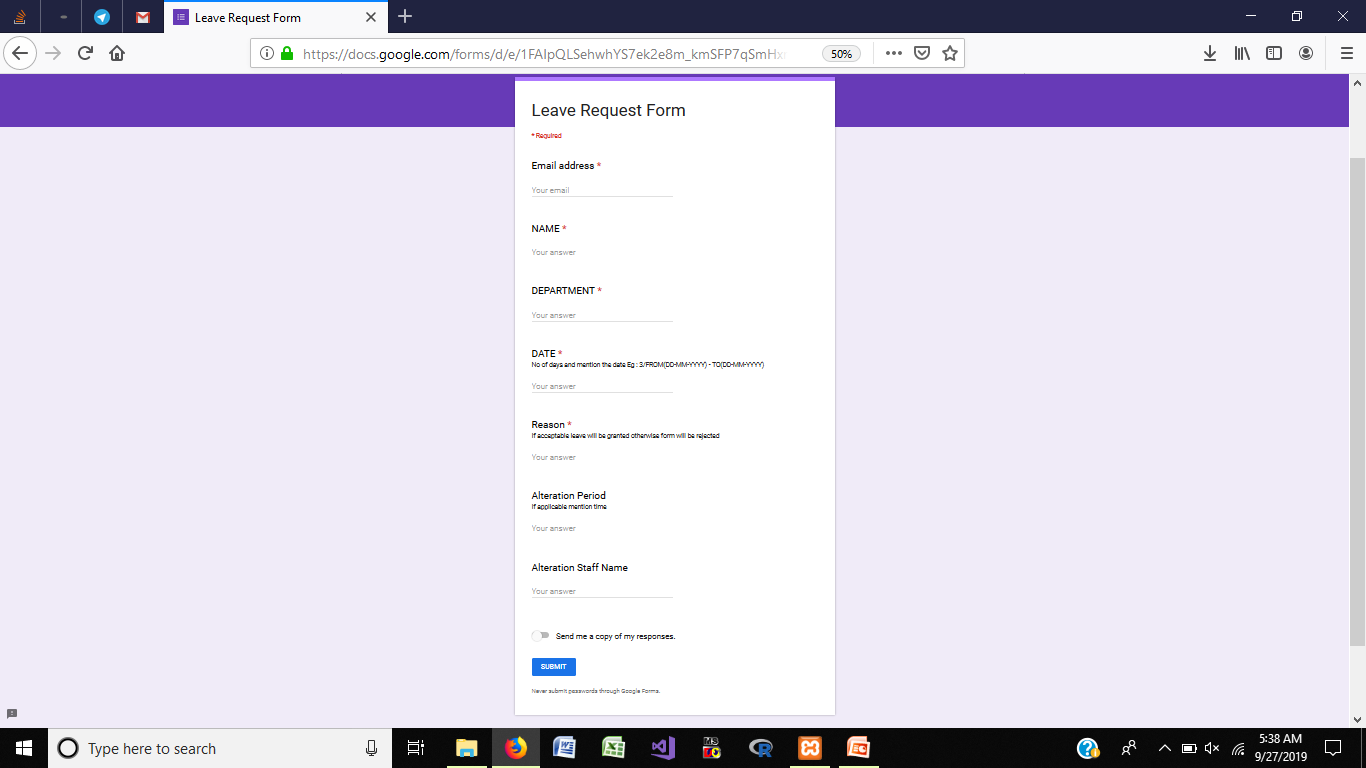 Leave Request Form
https://docs.google.com/forms/d/e/1FAIpQLSehwhYS7ek2e8m_kmSFP7qSmHx
50%
Leave Request Form
* Required
Email address *
Your email
NAME *
Your answer
DEPARTMENT *
Your answer
DATE *
No of days and mention the date Eg : 3/FROM(DD-MM-YYYY) - TO(DD-MM-YYYY)
Your answer
Reason *
If acceptable leave will be granted otherwise form will be rejected
Your answer
Alteration Period
If applicable mention time
Your answer
Alteration Staff Name
Your answer
Send me a copy of my responses.
SUBMIT
Never submit passwords through Google Forms.
Type here to search
5:38 AM
9/27/2019